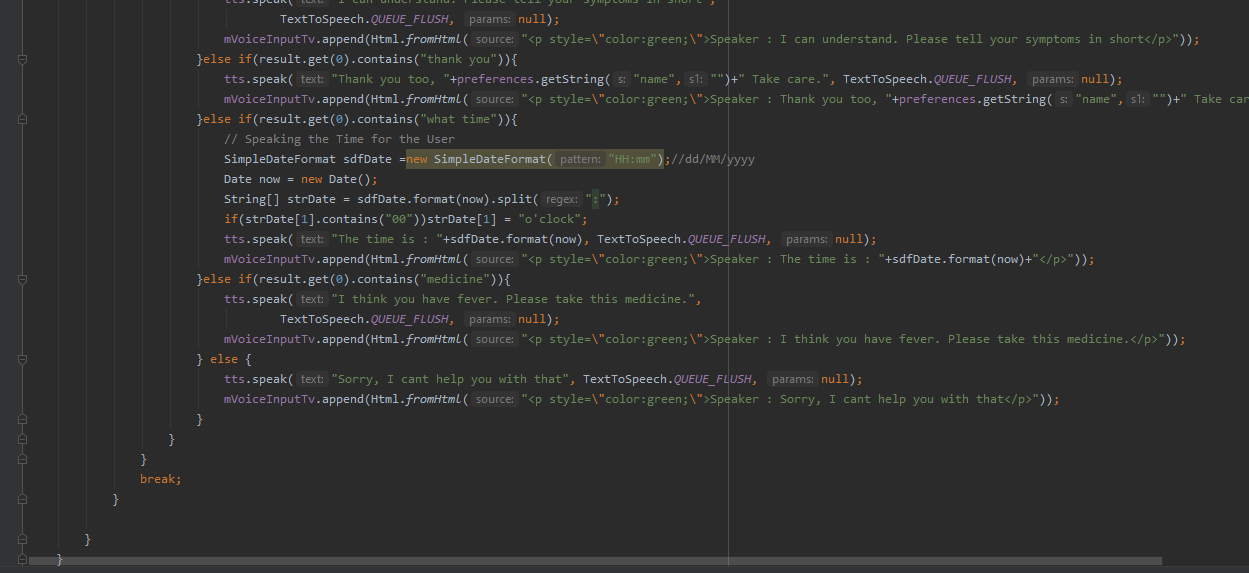 tts.speak( text: "I can understand. Please tell your symptoms in short",
TextToSpeech.QUEUE_FLUSH, params: null);
mVoiceInputTv.append(Html.fromHtml( source: "<p style=\"color:green;\">Speaker : I can understand. Please tell your symptoms in short</p>"));
}else if(result.get(0).contains("thank you")){
tts.speak( text: "Thank you too, "+preferences.getString( s: "name", s1: "")+" Take care.", TextToSpeech.QUEUE_FLUSH, params: null);
mVoiceInputTv.append(Html.fromHtml( source: "<p style=\"color:green;\">Speaker : Thank you too, "+preferences.getString( s: "name", s1: "")+" Take car
}else if(result.get(0).contains("what time")){
// Speaking the Time for the User
SimpleDateFormat sdfDate =new SimpleDateFormat( pattern: "HH:mm");//dd/MM/yyyy
Date now = new Date();
String[] strDate = sdfDate.format(now).split( regex: ":");
if(strDate[1].contains("00"))strDate[1] = "o'clock";
tts.speak( text: "The time is : "+sdfDate.format(now), TextToSpeech.QUEUE_FLUSH, params: null);
mVoiceInputTv.append(Html.fromHtml( source: "<p style=\"color:green;\">Speaker : The time is : "+sdfDate.format(now)+"</p>"));
}else if(result.get(0).contains("medicine")){
tts.speak( text: "I think you have fever. Please take this medicine.",
TextToSpeech.QUEUE_FLUSH, params: null);
mVoiceInputTv.append(Html.fromHtml( source: "<p style=\"color:green;\">Speaker : I think you have fever. Please take this medicine.</p>"));
} else {
tts.speak( text: "Sorry, I cant help you with that", TextToSpeech.QUEUE_FLUSH, params: null);
mVoiceInputTv.append(Html.fromHtml( source: "<p style=\"color:green;\">Speaker : Sorry, I cant help you with that</p>"));
}
}
}
break;
}
}
}